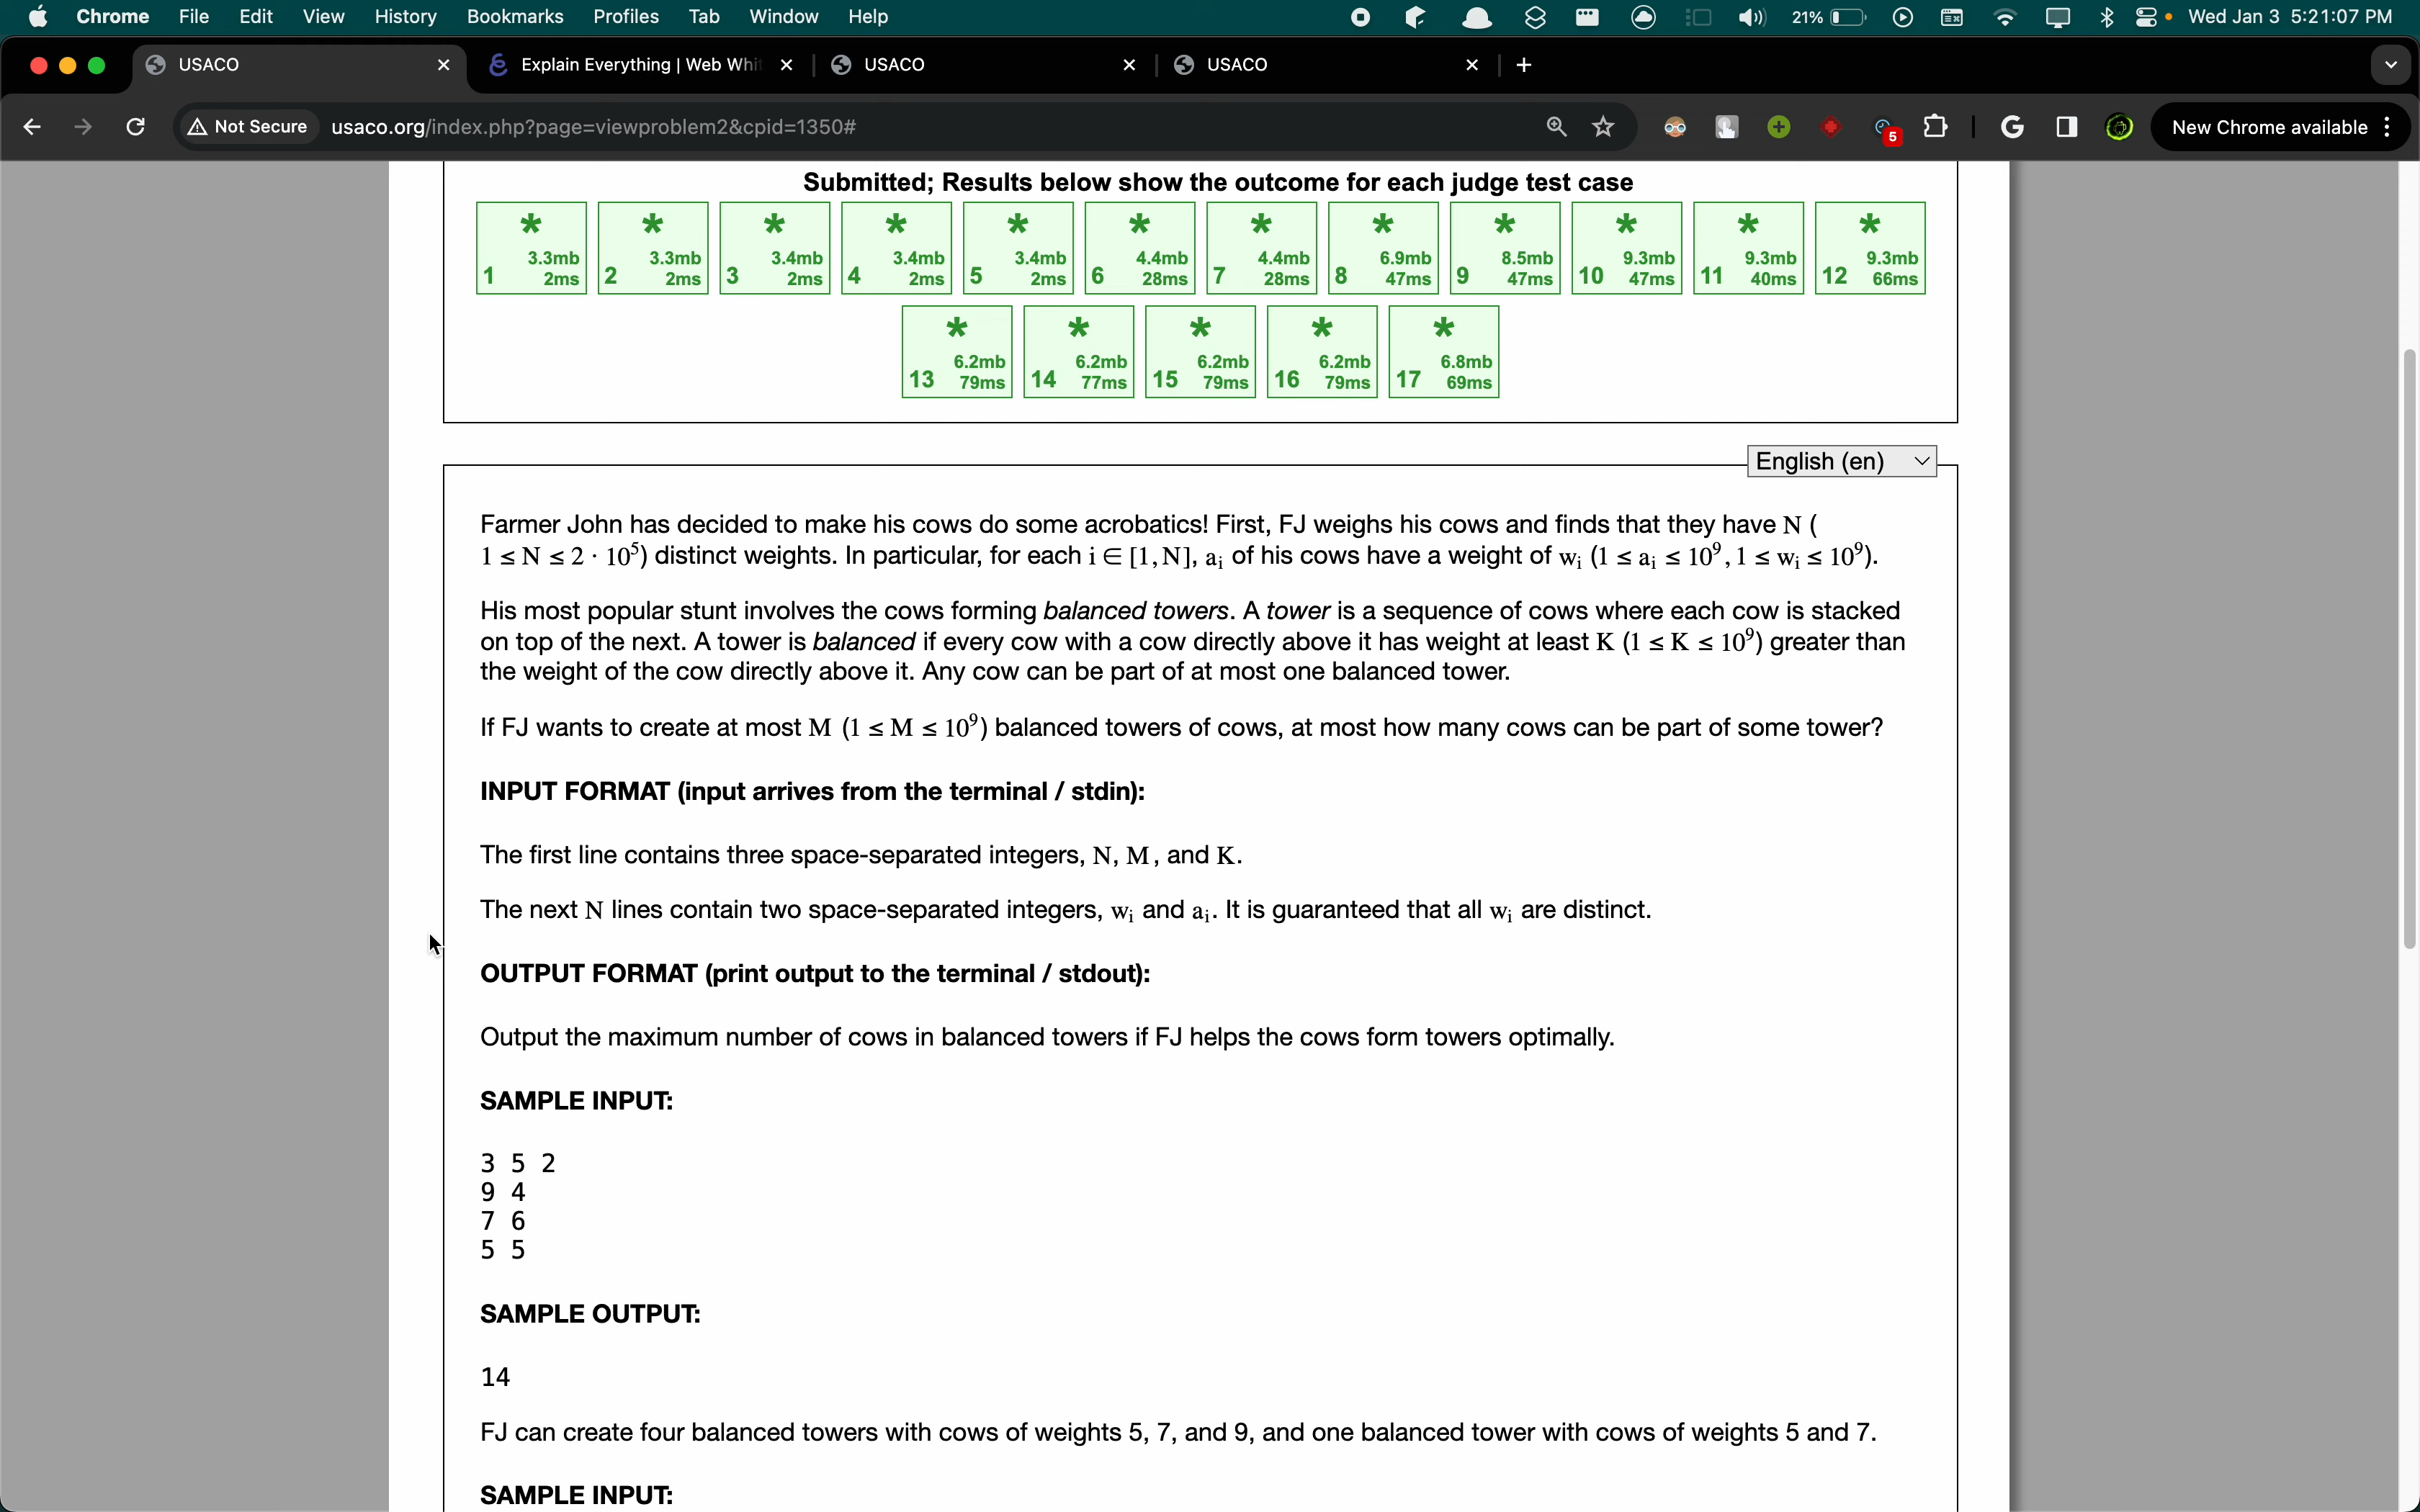 Chrome File Edit View History Bookmarks Profiles Tab Window Help 21% Wed Jan 3 5:21:07 PM
USACO Explain Everything | Web Whi USACO USACO
Not Secure usaco.org/index.php?page=viewproblem2&cpid=1350# 5 New Chrome available
Submitted; Results below show the outcome for each judge test case
* * * * * * * * * * * *
3.3mb 3.3mb 3.4mb 3.4mb 3.4mb 4.4mb 4.4mb 6.9mb 8.5mb 9.3mb 9.3mb 9.3mb
1 2ms 2 2ms 3 2ms 4 2ms 5 2ms 6 28ms 7 28ms 8 47ms 9 47ms 10 47ms 11 40ms 12 66ms
* * * * *
6.2mb 6.2mb 6.2mb 6.2mb 6.8mb
13 79ms 14 77ms 15 79ms 16 79ms 17 69ms
English (en)
Farmer John has decided to make his cows do some acrobatics! First, FJ weighs his cows and finds that they have N (
1 ≤ N ≤ 2 · 10⁵) distinct weights. In particular, for each i ∈ [1, N], aᵢ of his cows have a weight of wᵢ (1 ≤ aᵢ ≤ 10⁹, 1 ≤ wᵢ ≤ 10⁹).
His most popular stunt involves the cows forming balanced towers. A tower is a sequence of cows where each cow is stacked
on top of the next. A tower is balanced if every cow with a cow directly above it has weight at least K (1 ≤ K ≤ 10⁹) greater than
the weight of the cow directly above it. Any cow can be part of at most one balanced tower.
If FJ wants to create at most M (1 ≤ M ≤ 10⁹) balanced towers of cows, at most how many cows can be part of some tower?
INPUT FORMAT (input arrives from the terminal / stdin):
The first line contains three space-separated integers, N, M, and K.
The next N lines contain two space-separated integers, wᵢ and aᵢ. It is guaranteed that all wᵢ are distinct.
OUTPUT FORMAT (print output to the terminal / stdout):
Output the maximum number of cows in balanced towers if FJ helps the cows form towers optimally.
SAMPLE INPUT:
3 5 2
9 4
7 6
5 5
SAMPLE OUTPUT:
14
FJ can create four balanced towers with cows of weights 5, 7, and 9, and one balanced tower with cows of weights 5 and 7.
SAMPLE INPUT: